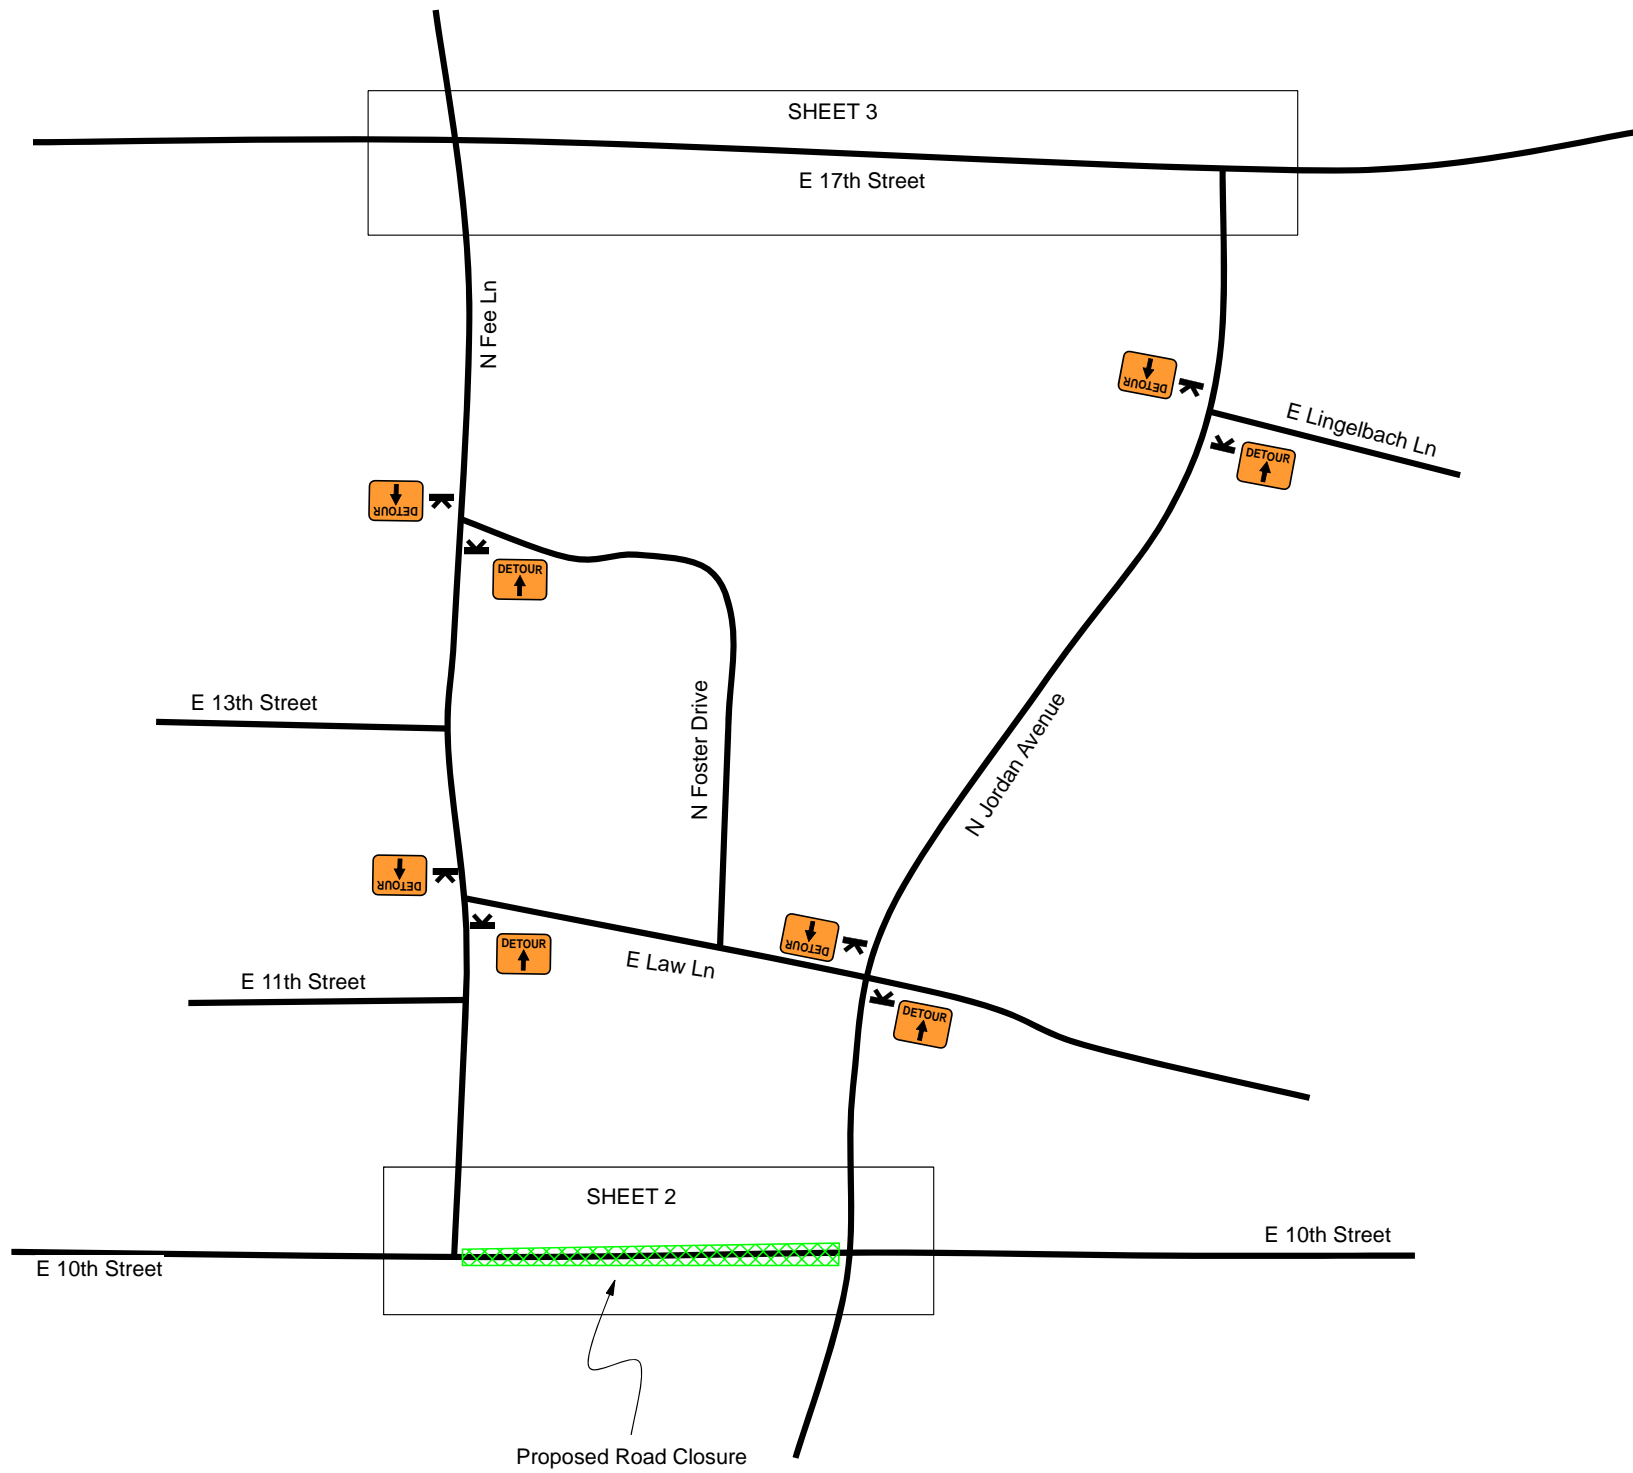 SHEET 3
E 17th Street
N Fee Ln
DETOUR
E Lingelbach Ln
DETOUR
DETOUR
DETOUR
E 13th Street
N Foster Drive
N Jordan Avenue
DETOUR
DETOUR
DETOUR
E Law Ln
E 11th Street
DETOUR
SHEET 2
E 10th Street
E 10th Street
Proposed Road Closure